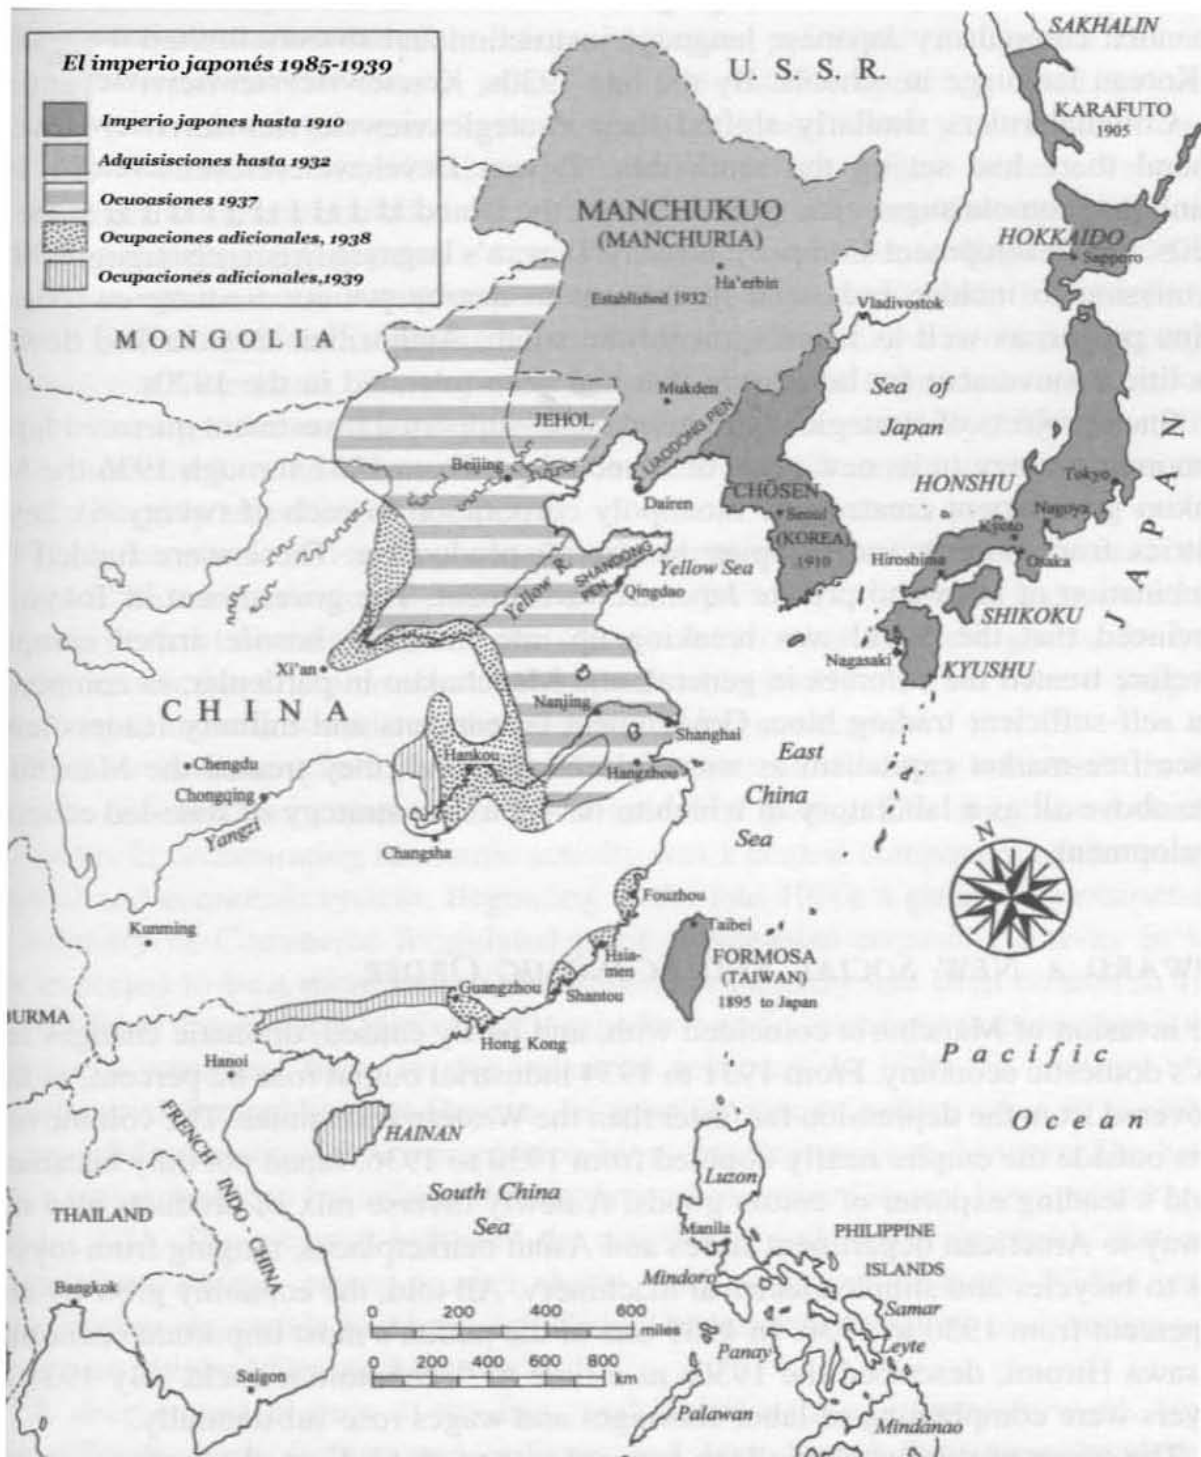 El imperio japonés 1985-1939
Imperio japones hasta 1910
Adquisisciones hasta 1932
Ocuoasiones 1937
Ocupaciones adicionales, 1938
Ocupaciones adicionales,1939
U. S. S. R.
SAKHALIN
KARAFUTO
1905
MANCHUKUO
(MANCHURIA)
Ha'erbin
Established 1932
HOKKAIDO
Sapporo
Vladivostok
MONGOLIA
Mukden
JEHOL
LIAODONG PEN.
Sea of
Japan
JAPAN
Beijing
Great Wall
Dairen
CHŌSEN
Seoul
(KOREA)
1910
HONSHU
Tokyo
Nagoya
Kyoto
Osaka
Hiroshima
SHIKOKU
Nagasaki
KYUSHU
Yellow
SHANDONG
PEN.
Qingdao
Yellow Sea
Xi'an
CHINA
Nanjing
Shanghai
Hangzhou
Hankou
Chengdu
Chongqing
Yangzi
Changsha
East
China
Sea
N
Fouzhou
Kunming
Taibei
FORMOSA
(TAIWAN)
1895 to Japan
Hsia-
men
Shantou
Guangzhou
Hong Kong
BURMA
Hanoi
Pacific
Ocean
HAINAN
FRENCH
INDO
CHINA
South China
Sea
THAILAND
Bangkok
Saigon
Luzon
Manila
PHILIPPINE
ISLANDS
Mindoro
Samar
Leyte
Panay
Palawan
Mindanao
0 200 400 600
miles
0 200 400 600 800
km